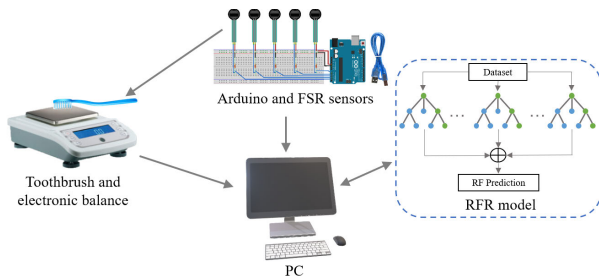 Arduino and FSR sensors
Toothbrush and
electronic balance
PC
Dataset
RF Prediction
RFR model